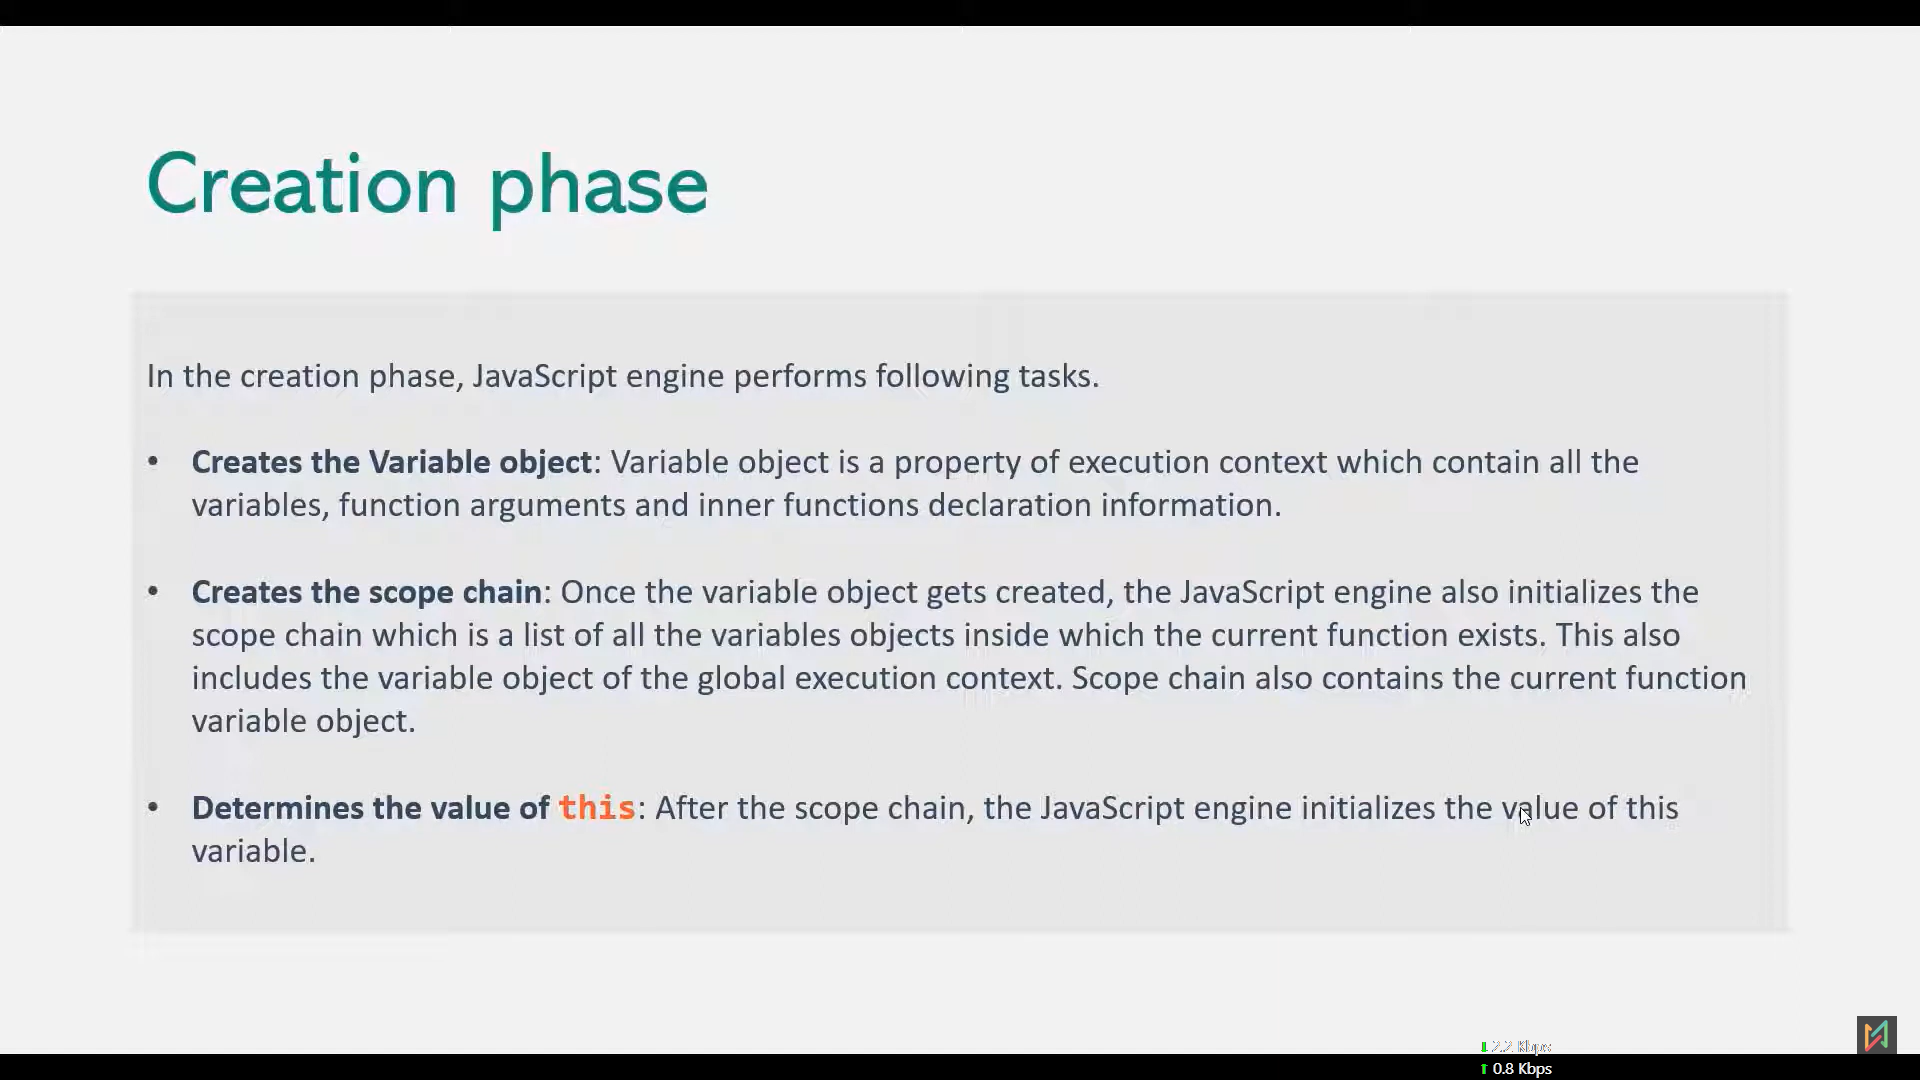 Creation phase
In the creation phase, JavaScript engine performs following tasks.
• Creates the Variable object: Variable object is a property of execution context which contain all the
variables, function arguments and inner functions declaration information.
• Creates the scope chain: Once the variable object gets created, the JavaScript engine also initializes the
scope chain which is a list of all the variables objects inside which the current function exists. This also
includes the variable object of the global execution context. Scope chain also contains the current function
variable object.
• Determines the value of this: After the scope chain, the JavaScript engine initializes the value of this
variable.
2.2 Kbps
0.8 Kbps